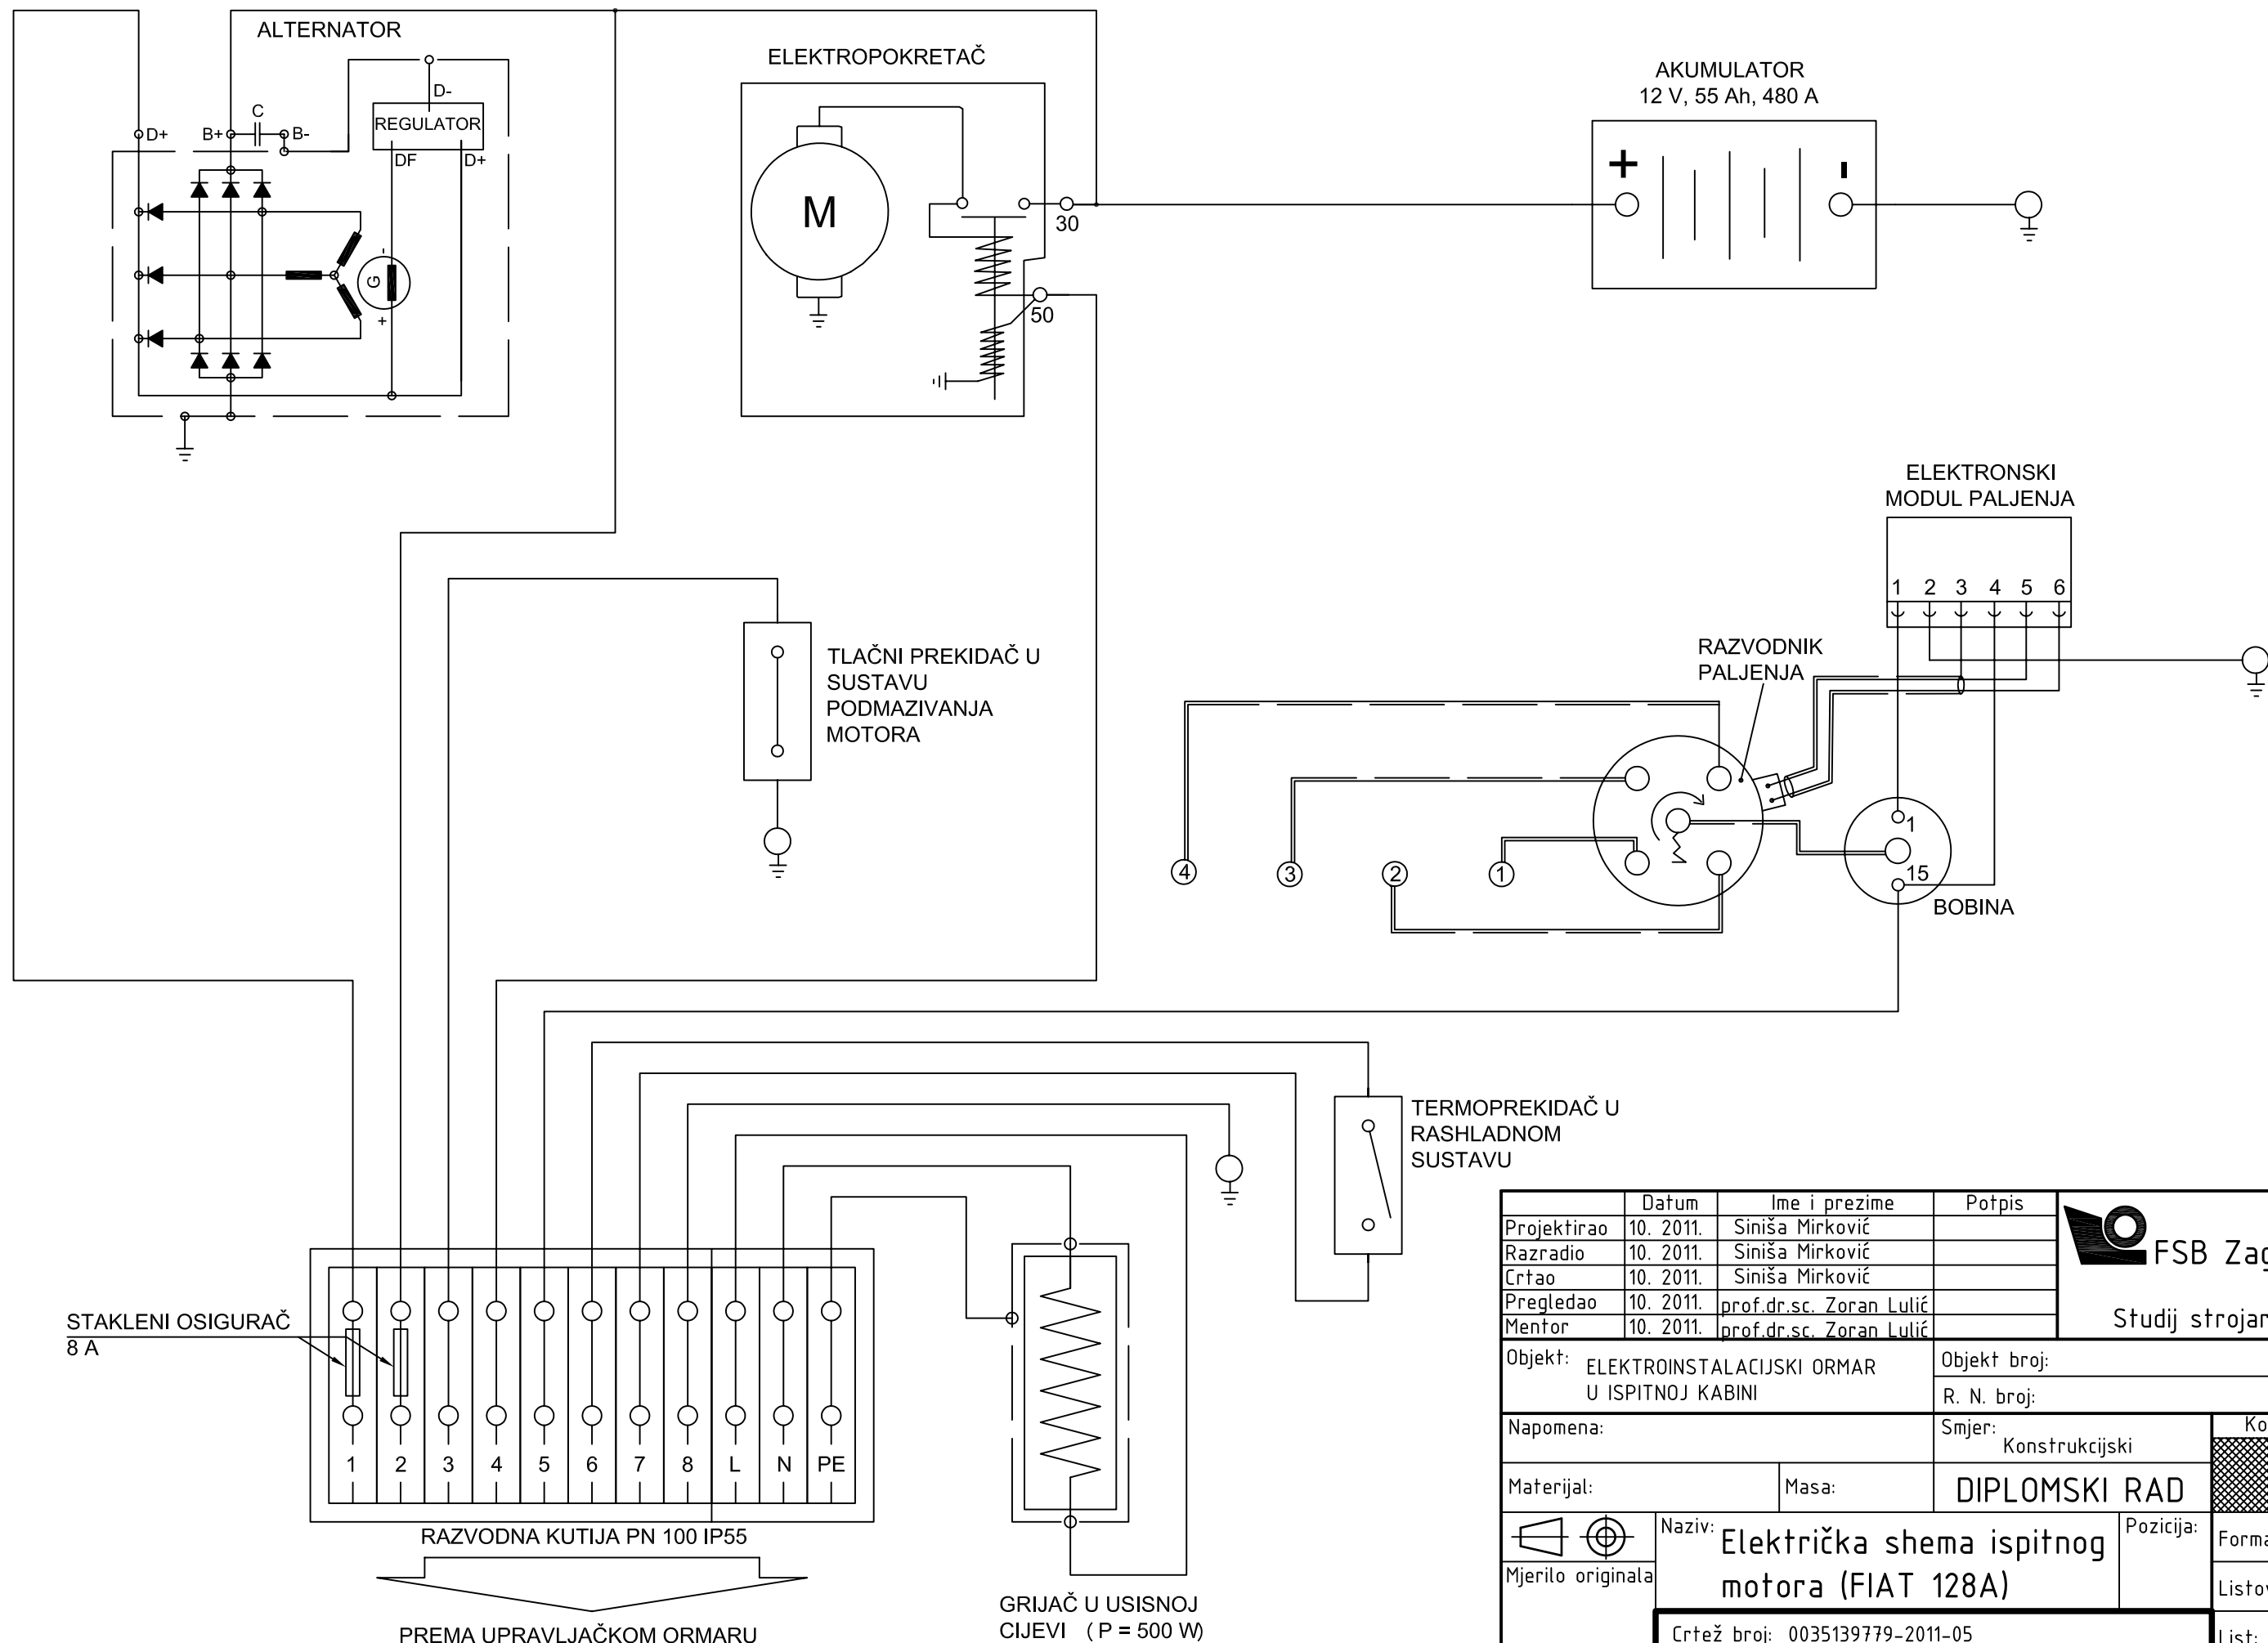 ALTERNATOR
D+
B+
C
B-
D-
REGULATOR
DF
D+
G
-
+
ELEKTROPOKRETAČ
M
30
50
AKUMULATOR
12 V, 55 Ah, 480 A
+
-
ELEKTRONSKI
MODUL PALJENJA
1 2 3 4 5 6
RAZVODNIK
PALJENJA
TLAČNI PREKIDAČ U
SUSTAVU
PODMAZIVANJA
MOTORA
4
3
2
1
1
15
BOBINA
TERMOPREKIDAČ U
RASHLADNOM
SUSTAVU
STAKLENI OSIGURAČ
8 A
1 2 3 4 5 6 7 8 L N PE
RAZVODNA KUTIJA PN 100 IP55
PREMA UPRAVLJAČKOM ORMARU
GRIJAČ U USISNOJ
CIJEVI ( P = 500 W)
Datum Ime i prezime Potpis
Projektirao 10. 2011. Siniša Mirković
Razradio 10. 2011. Siniša Mirković
Crtao 10. 2011. Siniša Mirković
Pregledao 10. 2011. prof.dr.sc. Zoran Lulić
Mentor 10. 2011. prof.dr.sc. Zoran Lulić
FSB Zag
Studij strojar
Objekt: ELEKTROINSTALACIJSKI ORMAR
U ISPITNOJ KABINI
Objekt broj:
R. N. broj:
Napomena:
Smjer:
Konstrukcijski
Ko
Materijal:
Masa:
DIPLOMSKI RAD
Naziv: Električka shema ispitnog
motora (FIAT 128A)
Pozicija:
Forma
Mjerilo originala
Listov
Crtež broj: 0035139779-2011-05
List: